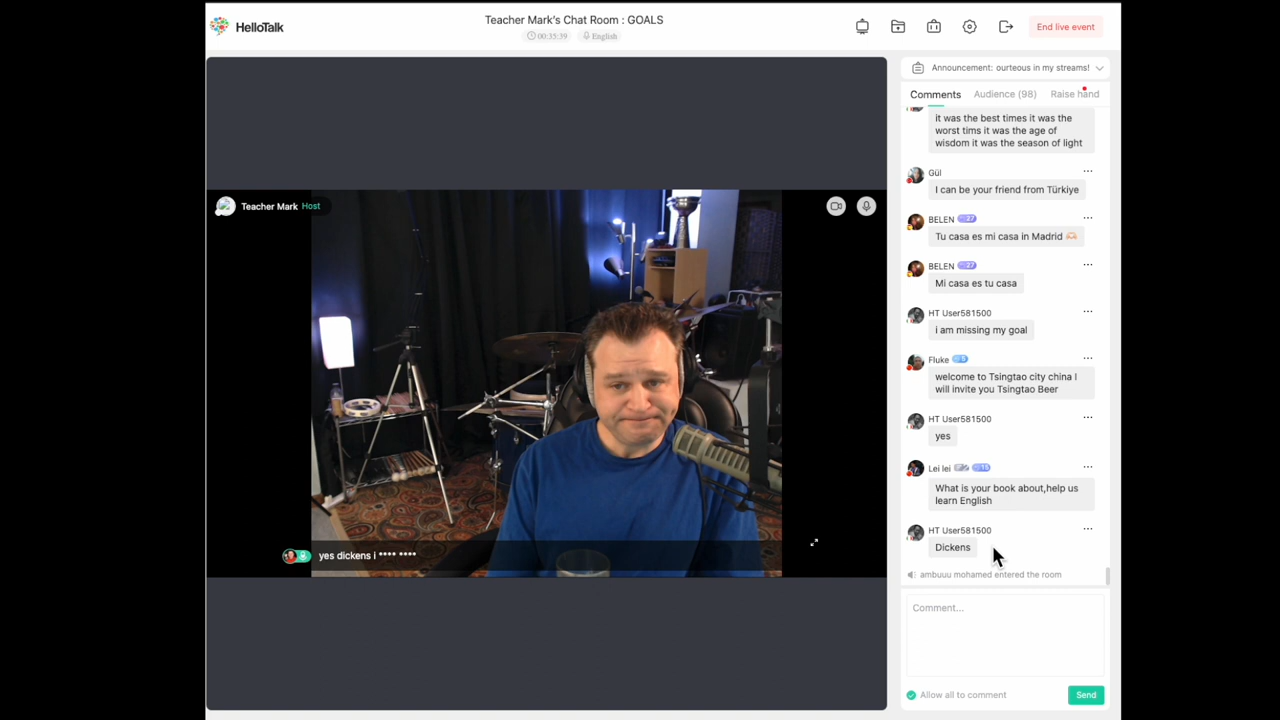 HelloTalk
Teacher Mark's Chat Room : GOALS
00:35:39
English
End live event
Announcement: ourteous in my streams!
Comments
Audience (98)
Raise hand
it was the best times it was the
worst tims it was the age of
wisdom it was the season of light
Gül
I can be your friend from Türkiye
BELEN 27
Tu casa es mi casa in Madrid
BELEN 27
Mi casa es tu casa
HT User581500
i am missing my goal
Fluke 5
welcome to Tsingtao city china I
will invite you Tsingtao Beer
HT User581500
yes
Lei lei 15
What is your book about,help us
learn English
HT User581500
Dickens
ambuuu mohamed entered the room
Comment...
Allow all to comment
Send
Teacher Mark Host
yes dickens i **** ****